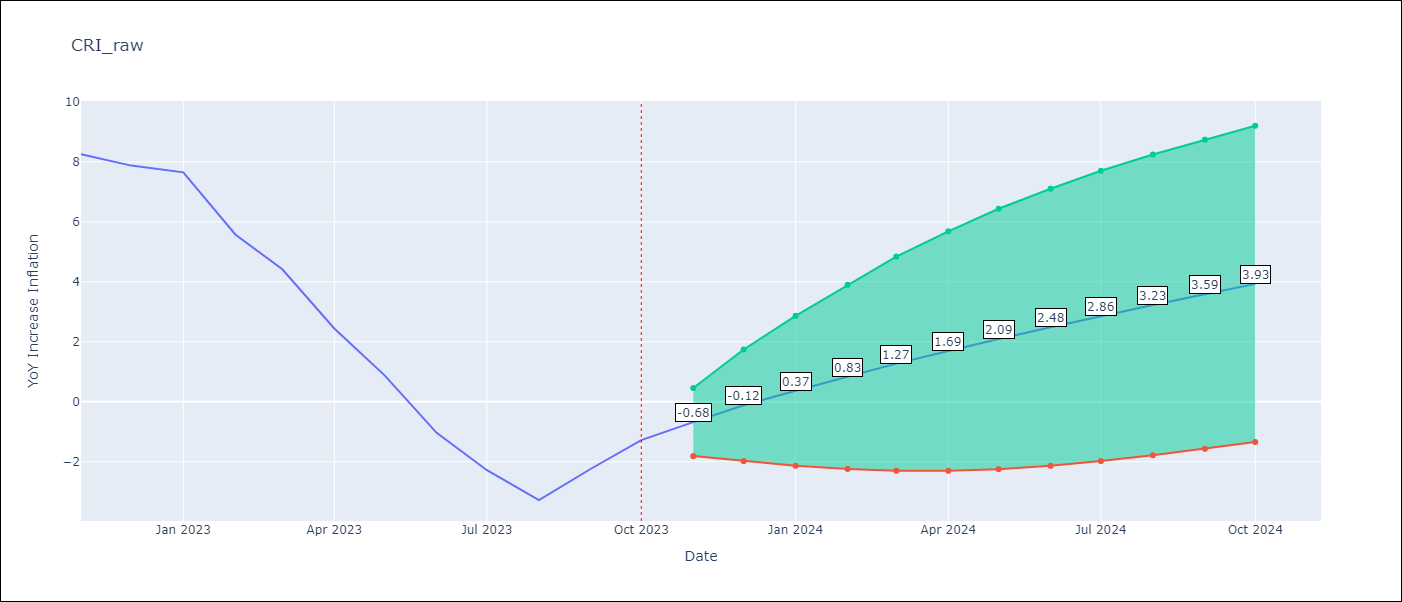 CRI_raw
YoY Increase Inflation
10
8
6
4
2
0
−2
-0.68
-0.12
0.37
0.83
1.27
1.69
2.09
2.48
2.86
3.23
3.59
3.93
Jan 2023
Apr 2023
Jul 2023
Oct 2023
Jan 2024
Apr 2024
Jul 2024
Oct 2024
Date